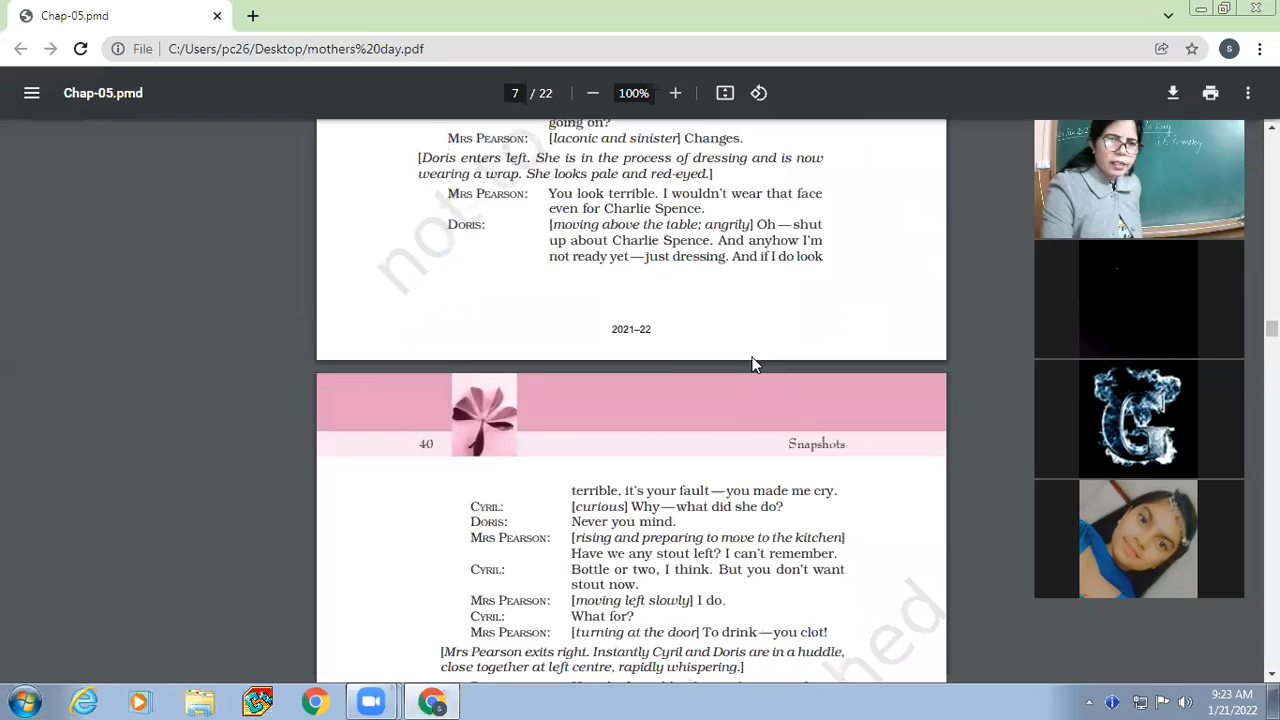 Chap-05.pmd
File C:/Users/pc26/Desktop/mothers%20day.pdf
S
Chap-05.pmd
7 / 22
100%
going on?
MRS PEARSON: [laconic and sinister] Changes.
[Doris enters left. She is in the process of dressing and is now
wearing a wrap. She looks pale and red-eyed.]
MRS PEARSON: You look terrible. I wouldn't wear that face
even for Charlie Spence.
DORIS: [moving above the table; angrily] Oh—shut
up about Charlie Spence. And anyhow I'm
not ready yet—just dressing. And if I do look
not
2021–22
40
Snapshots
terrible, it's your fault—you made me cry.
CYRIL: [curious] Why—what did she do?
DORIS: Never you mind.
MRS PEARSON: [rising and preparing to move to the kitchen]
Have we any stout left? I can't remember.
CYRIL: Bottle or two, I think. But you don't want
stout now.
MRS PEARSON: [moving left slowly] I do.
CYRIL: What for?
MRS PEARSON: [turning at the door] To drink—you clot!
[Mrs Pearson exits right. Instantly Cyril and Doris are in a huddle,
close together at left centre, rapidly whispering.]
hed
G
9:23 AM
1/21/2022